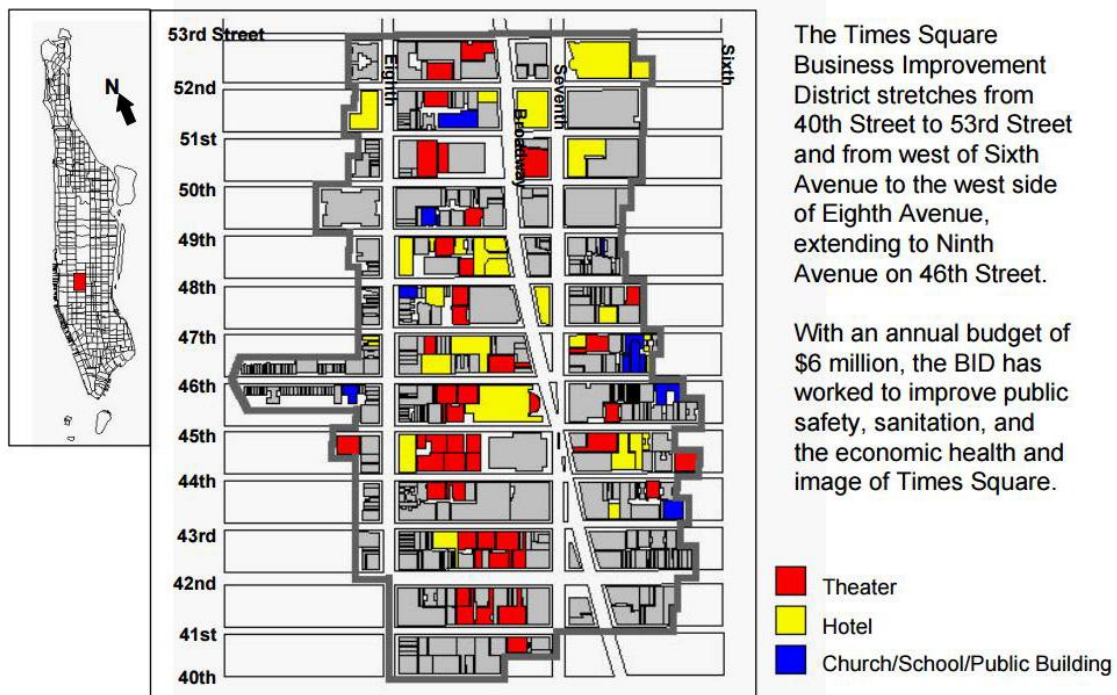 N
53rd Street
52nd
51st
50th
49th
48th
47th
46th
45th
44th
43rd
42nd
41st
40th
Eighth
Broadway
Seventh
Sixth
The Times Square
Business Improvement
District stretches from
40th Street to 53rd Street
and from west of Sixth
Avenue to the west side
of Eighth Avenue,
extending to Ninth
Avenue on 46th Street.
With an annual budget of
$6 million, the BID has
worked to improve public
safety, sanitation, and
the economic health and
image of Times Square.
Theater
Hotel
Church/School/Public Building